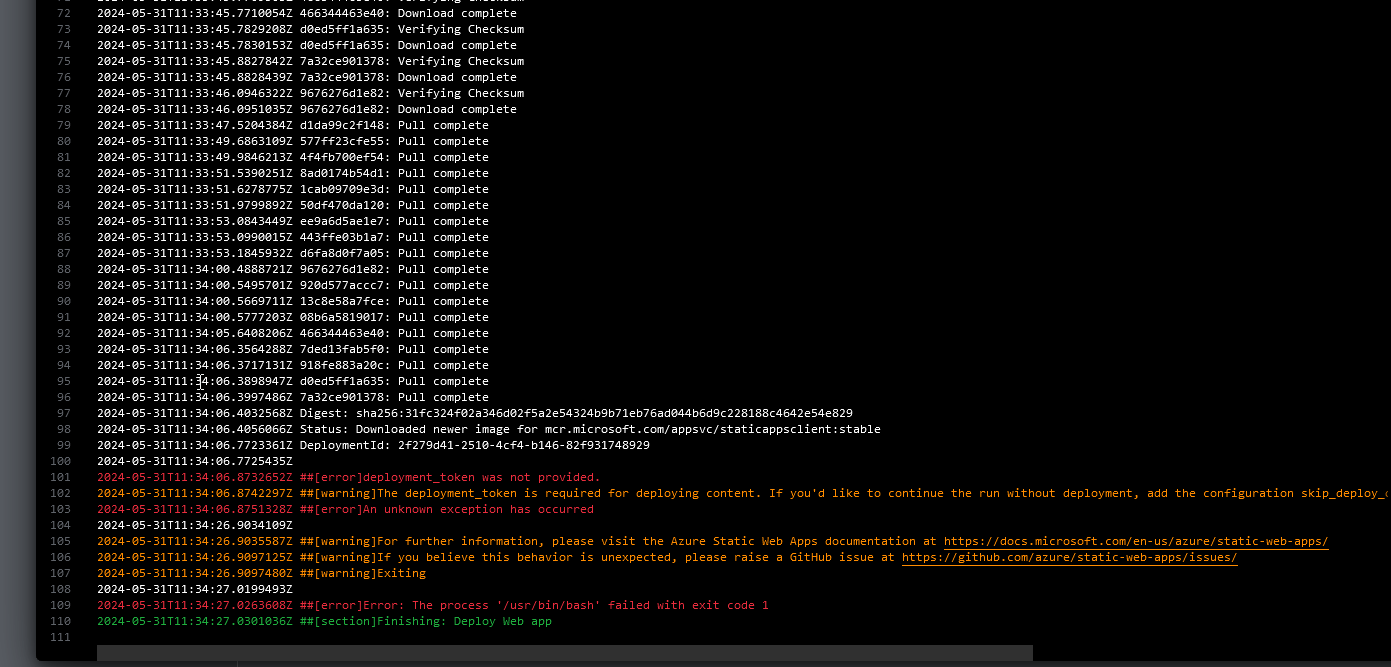 72 2024-05-31T11:33:45.7710054Z 466344463e40: Download complete
73 2024-05-31T11:33:45.7829208Z d0ed5ff1a635: Verifying Checksum
74 2024-05-31T11:33:45.7830153Z d0ed5ff1a635: Download complete
75 2024-05-31T11:33:45.8827842Z 7a32ce901378: Verifying Checksum
76 2024-05-31T11:33:45.8828439Z 7a32ce901378: Download complete
77 2024-05-31T11:33:46.0946322Z 9676276d1e82: Verifying Checksum
78 2024-05-31T11:33:46.0951035Z 9676276d1e82: Download complete
79 2024-05-31T11:33:47.5204384Z d1da99c2f148: Pull complete
80 2024-05-31T11:33:49.6863109Z 577ff23cfe55: Pull complete
81 2024-05-31T11:33:49.9846213Z 4f4fb700ef54: Pull complete
82 2024-05-31T11:33:51.5390251Z 8ad0174b54d1: Pull complete
83 2024-05-31T11:33:51.6278775Z 1cab09709e3d: Pull complete
84 2024-05-31T11:33:51.9799892Z 50df470da120: Pull complete
85 2024-05-31T11:33:53.0843449Z ee9a6d5ae1e7: Pull complete
86 2024-05-31T11:33:53.0990015Z 443ffe03b1a7: Pull complete
87 2024-05-31T11:33:53.1845932Z d6fa8d0f7a05: Pull complete
88 2024-05-31T11:34:00.4888721Z 9676276d1e82: Pull complete
89 2024-05-31T11:34:00.5495701Z 920d577accc7: Pull complete
90 2024-05-31T11:34:00.5669711Z 13c8e58a7fce: Pull complete
91 2024-05-31T11:34:00.5777203Z 08b6a5819017: Pull complete
92 2024-05-31T11:34:05.6408206Z 466344463e40: Pull complete
93 2024-05-31T11:34:06.3564288Z 7ded13fab5f0: Pull complete
94 2024-05-31T11:34:06.3717131Z 918fe883a20c: Pull complete
95 2024-05-31T11:34:06.3898947Z d0ed5ff1a635: Pull complete
96 2024-05-31T11:34:06.3997486Z 7a32ce901378: Pull complete
97 2024-05-31T11:34:06.4032568Z Digest: sha256:31fc324f02a346d02f5a2e54324b9b71eb76ad044b6d9c228188c4642e54e829
98 2024-05-31T11:34:06.4056066Z Status: Downloaded newer image for mcr.microsoft.com/appsvc/staticappsclient:stable
99 2024-05-31T11:34:06.7723361Z DeploymentId: 2f279d41-2510-4cf4-b146-82f931748929
100 2024-05-31T11:34:06.7725435Z
101 2024-05-31T11:34:06.8732652Z ##[error]deployment_token was not provided.
102 2024-05-31T11:34:06.8742297Z ##[warning]The deployment_token is required for deploying content. If you'd like to continue the run without deployment, add the configuration skip_deploy_
103 2024-05-31T11:34:06.8751328Z ##[error]An unknown exception has occurred
104 2024-05-31T11:34:26.9034109Z
105 2024-05-31T11:34:26.9035587Z ##[warning]For further information, please visit the Azure Static Web Apps documentation at https://docs.microsoft.com/en-us/azure/static-web-apps/
106 2024-05-31T11:34:26.9097125Z ##[warning]If you believe this behavior is unexpected, please raise a GitHub issue at https://github.com/azure/static-web-apps/issues/
107 2024-05-31T11:34:26.9097480Z ##[warning]Exiting
108 2024-05-31T11:34:27.0199493Z
109 2024-05-31T11:34:27.0263608Z ##[error]Error: The process '/usr/bin/bash' failed with exit code 1
110 2024-05-31T11:34:27.0301036Z ##[section]Finishing: Deploy Web app
111